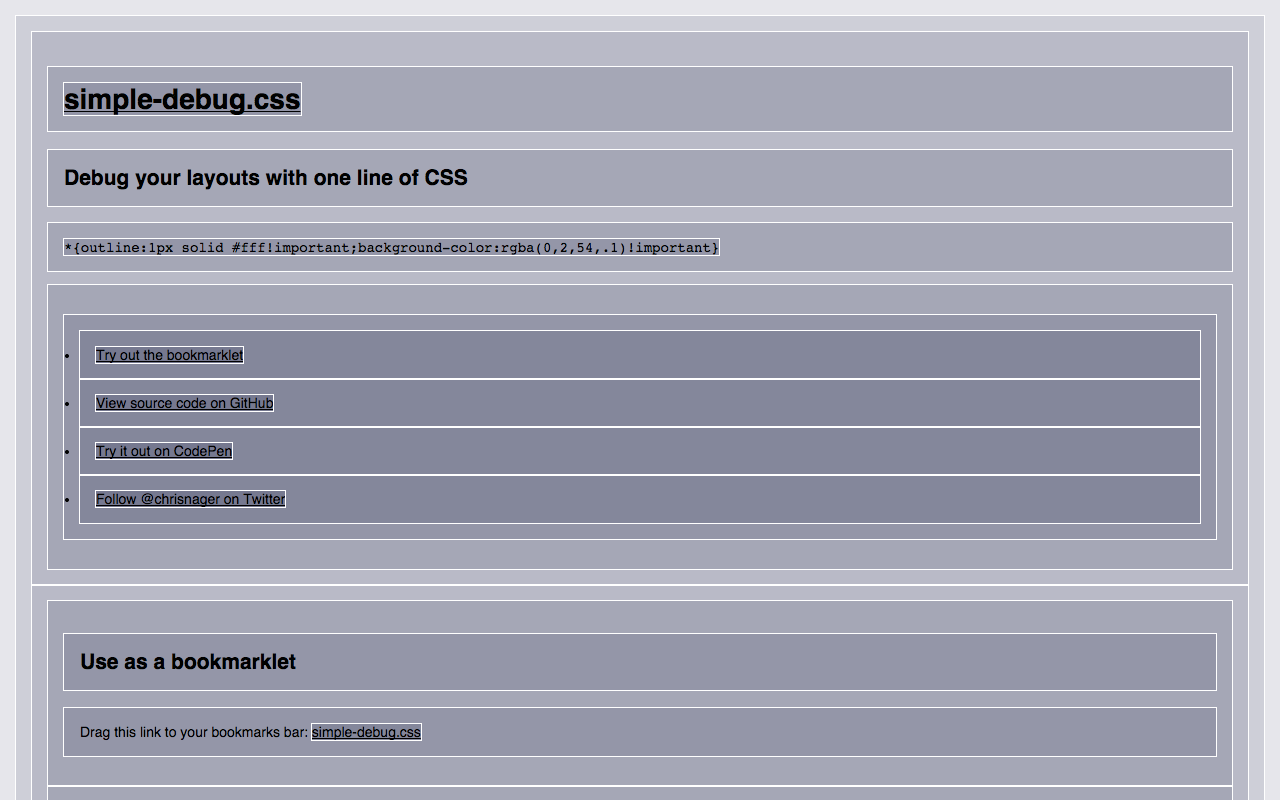 simple-debug.css
Debug your layouts with one line of CSS
*{outline:1px solid #fff!important;background-color:rgba(0,2,54,.1)!important}
Try out the bookmarklet
View source code on GitHub
Try it out on CodePen
Follow @chrisnager on Twitter
Use as a bookmarklet
Drag this link to your bookmarks bar: simple-debug.css